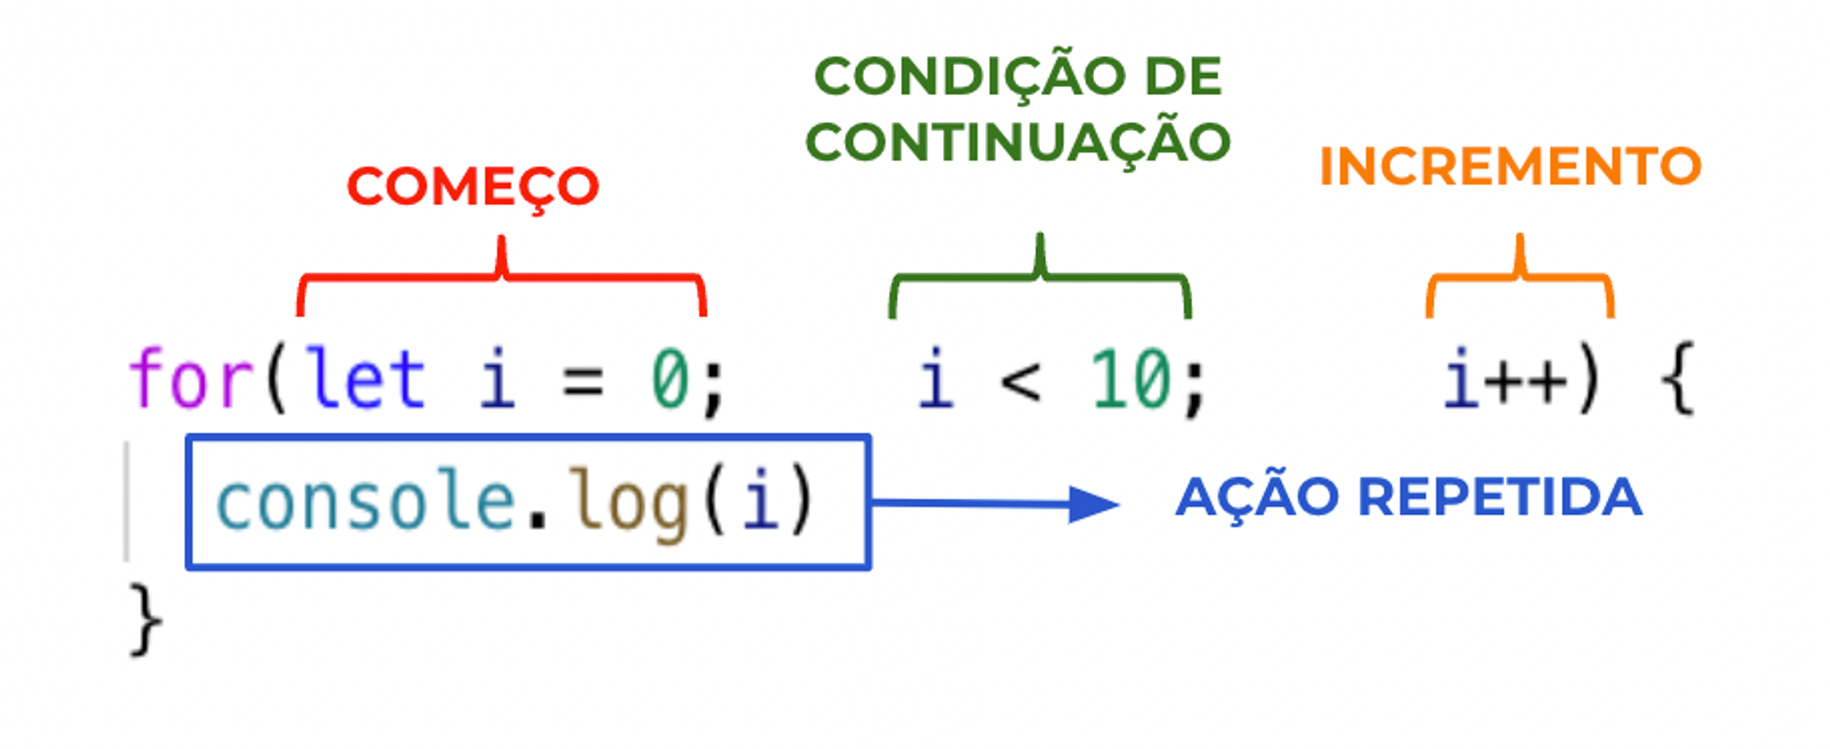 CONDIÇÃO DE
CONTINUAÇÃO
COMEÇO
INCREMENTO
for(let i = 0; i < 10; i++) {
console.log(i)
AÇÃO REPETIDA
}